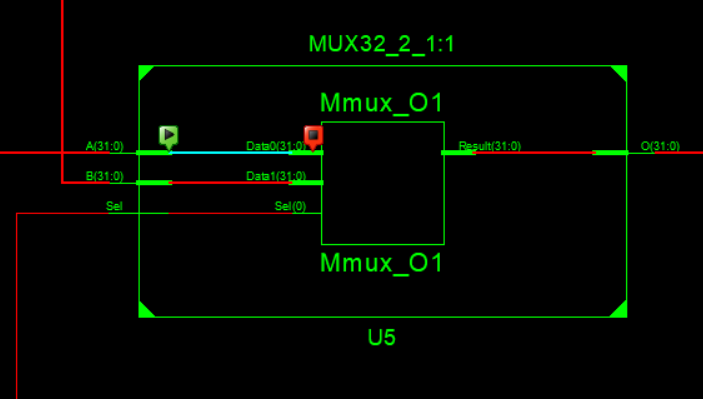 MUX32_2_1:1
Mmux_O1
A(31:0)
Data0(31:0)
Result(31:0)
O(31:0)
B(31:0)
Data1(31:0)
Sel
Sel(0)
Mmux_O1
U5